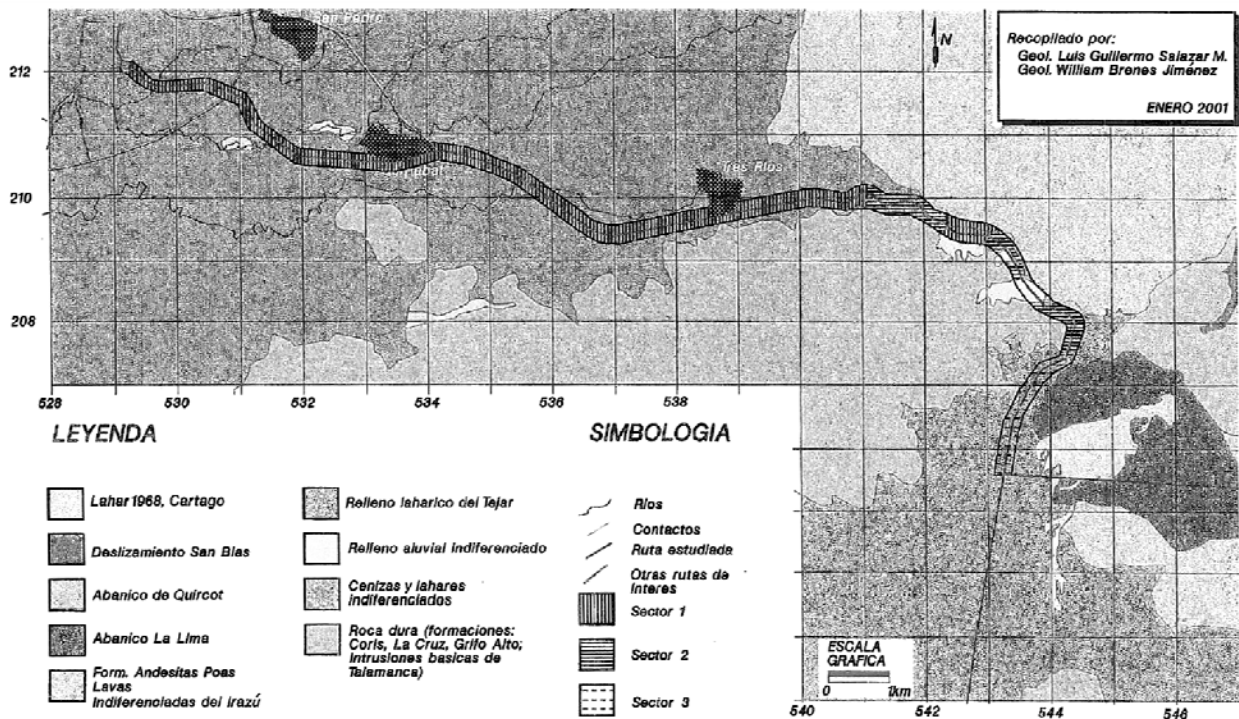 San Pedro
N
Recopilado por:
Geol. Luis Guillermo Salazar M.
Geol. William Brenes Jiménez
ENERO 2001
212
210
208
Tres Ríos
528
530
532
534
536
538
LEYENDA
Lahar 1968, Cartago
Deslizamiento San Blas
Abanico de Quircot
Abanico La Lima
Form. Andesitas Poas
Lavas
Indiferenciadas del Irazú
Relleno laharico del Tejar
Relleno aluvial indiferenciado
Cenizas y lahares
indiferenciados
Roca dura (formaciones:
Coris, La Cruz, Grifo Alto;
Intrusiones basicas de
Talamanca)
SIMBOLOGIA
Rios
Contactos
Ruta estudiada
Otras rutas de
interes
Sector 1
Sector 2
Sector 3
ESCALA
GRAFICA
0 1km
540
542
544
546